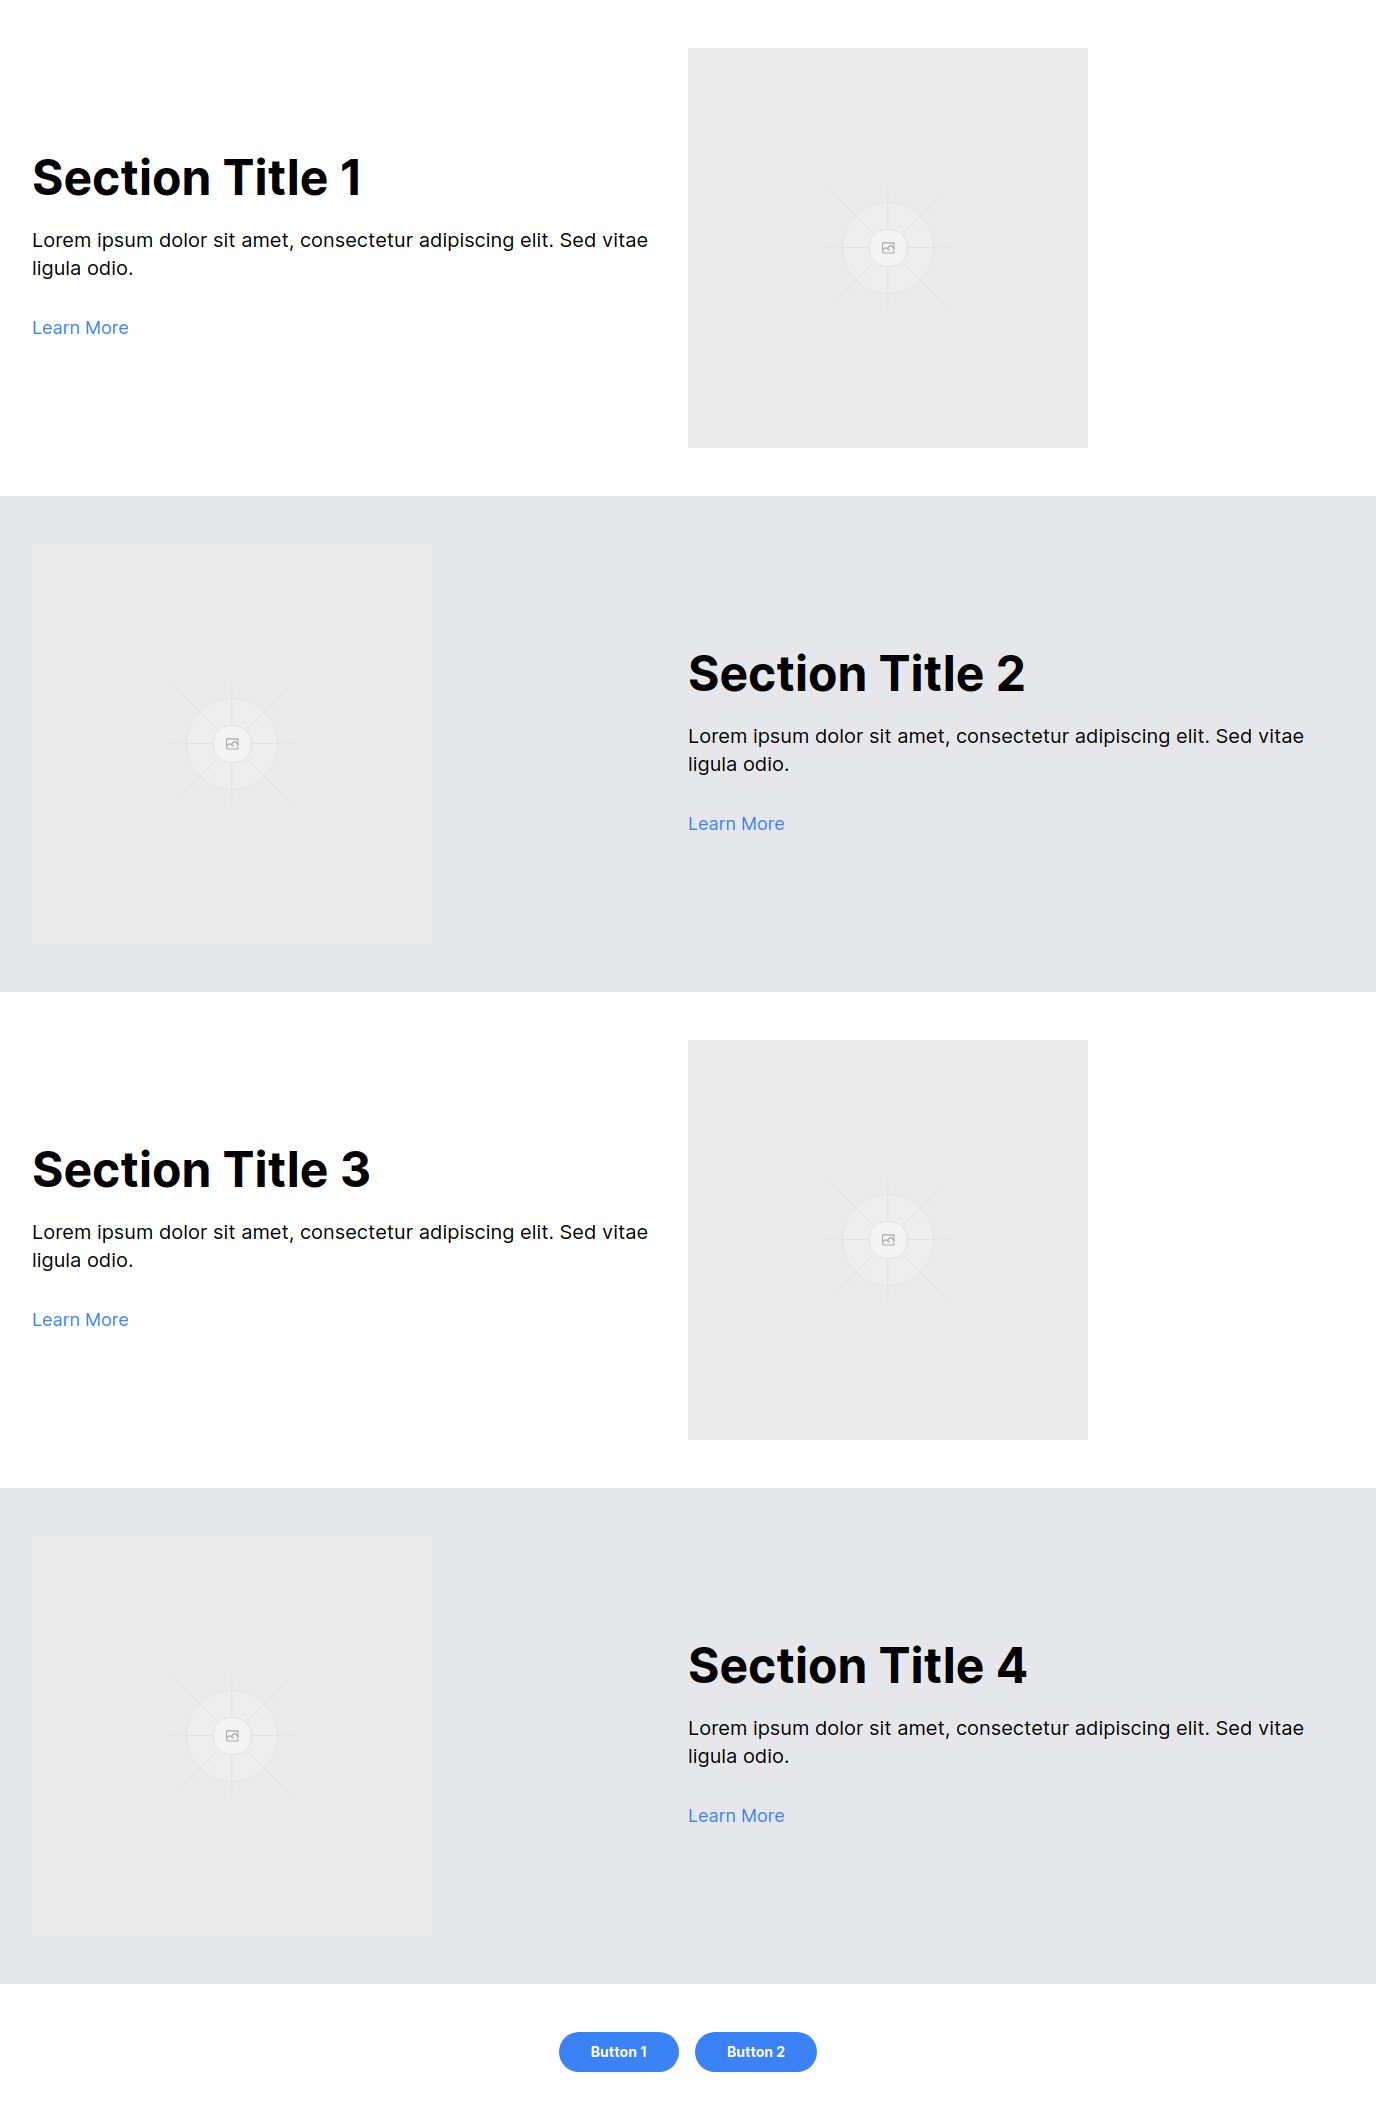 Section Title 1
Lorem ipsum dolor sit amet, consectetur adipiscing elit. Sed vitae
ligula odio.
Learn More
Section Title 2
Lorem ipsum dolor sit amet, consectetur adipiscing elit. Sed vitae
ligula odio.
Learn More
Section Title 3
Lorem ipsum dolor sit amet, consectetur adipiscing elit. Sed vitae
ligula odio.
Learn More
Section Title 4
Lorem ipsum dolor sit amet, consectetur adipiscing elit. Sed vitae
ligula odio.
Learn More
Button 1 Button 2